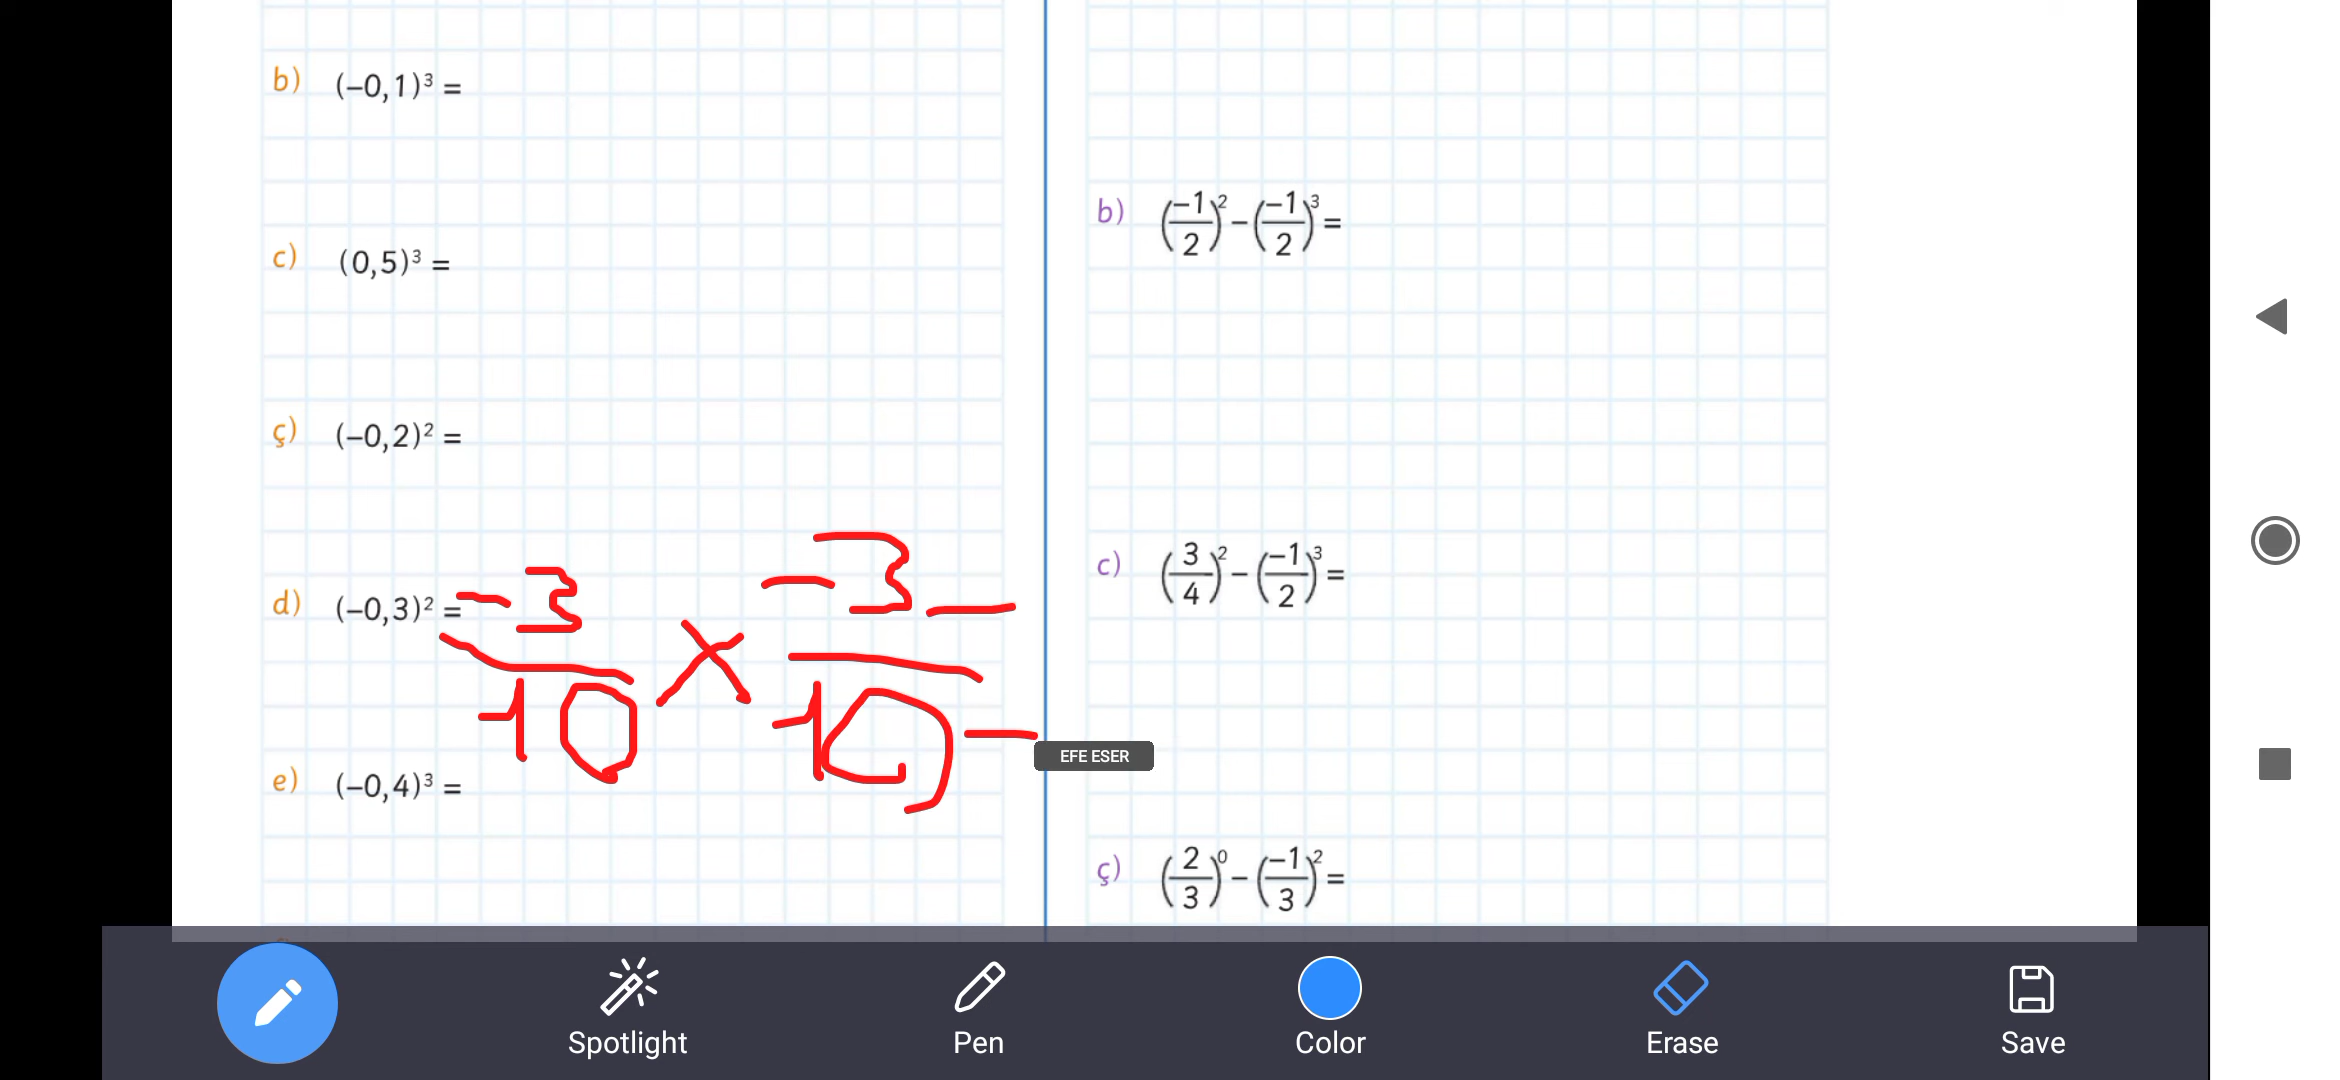 b) (–0,1)³ =
c) (0,5)³ =
ç) (–0,2)² =
d) (–0,3)² = –3/10 × –3/10 =
e) (–0,4)³ =
b) (–1/2)² – (–1/2)³ =
c) (3/4)² – (–1/2)³ =
ç) (2/3)⁰ – (–1/3)² =
EFE ESER
Spotlight
Pen
Color
Erase
Save